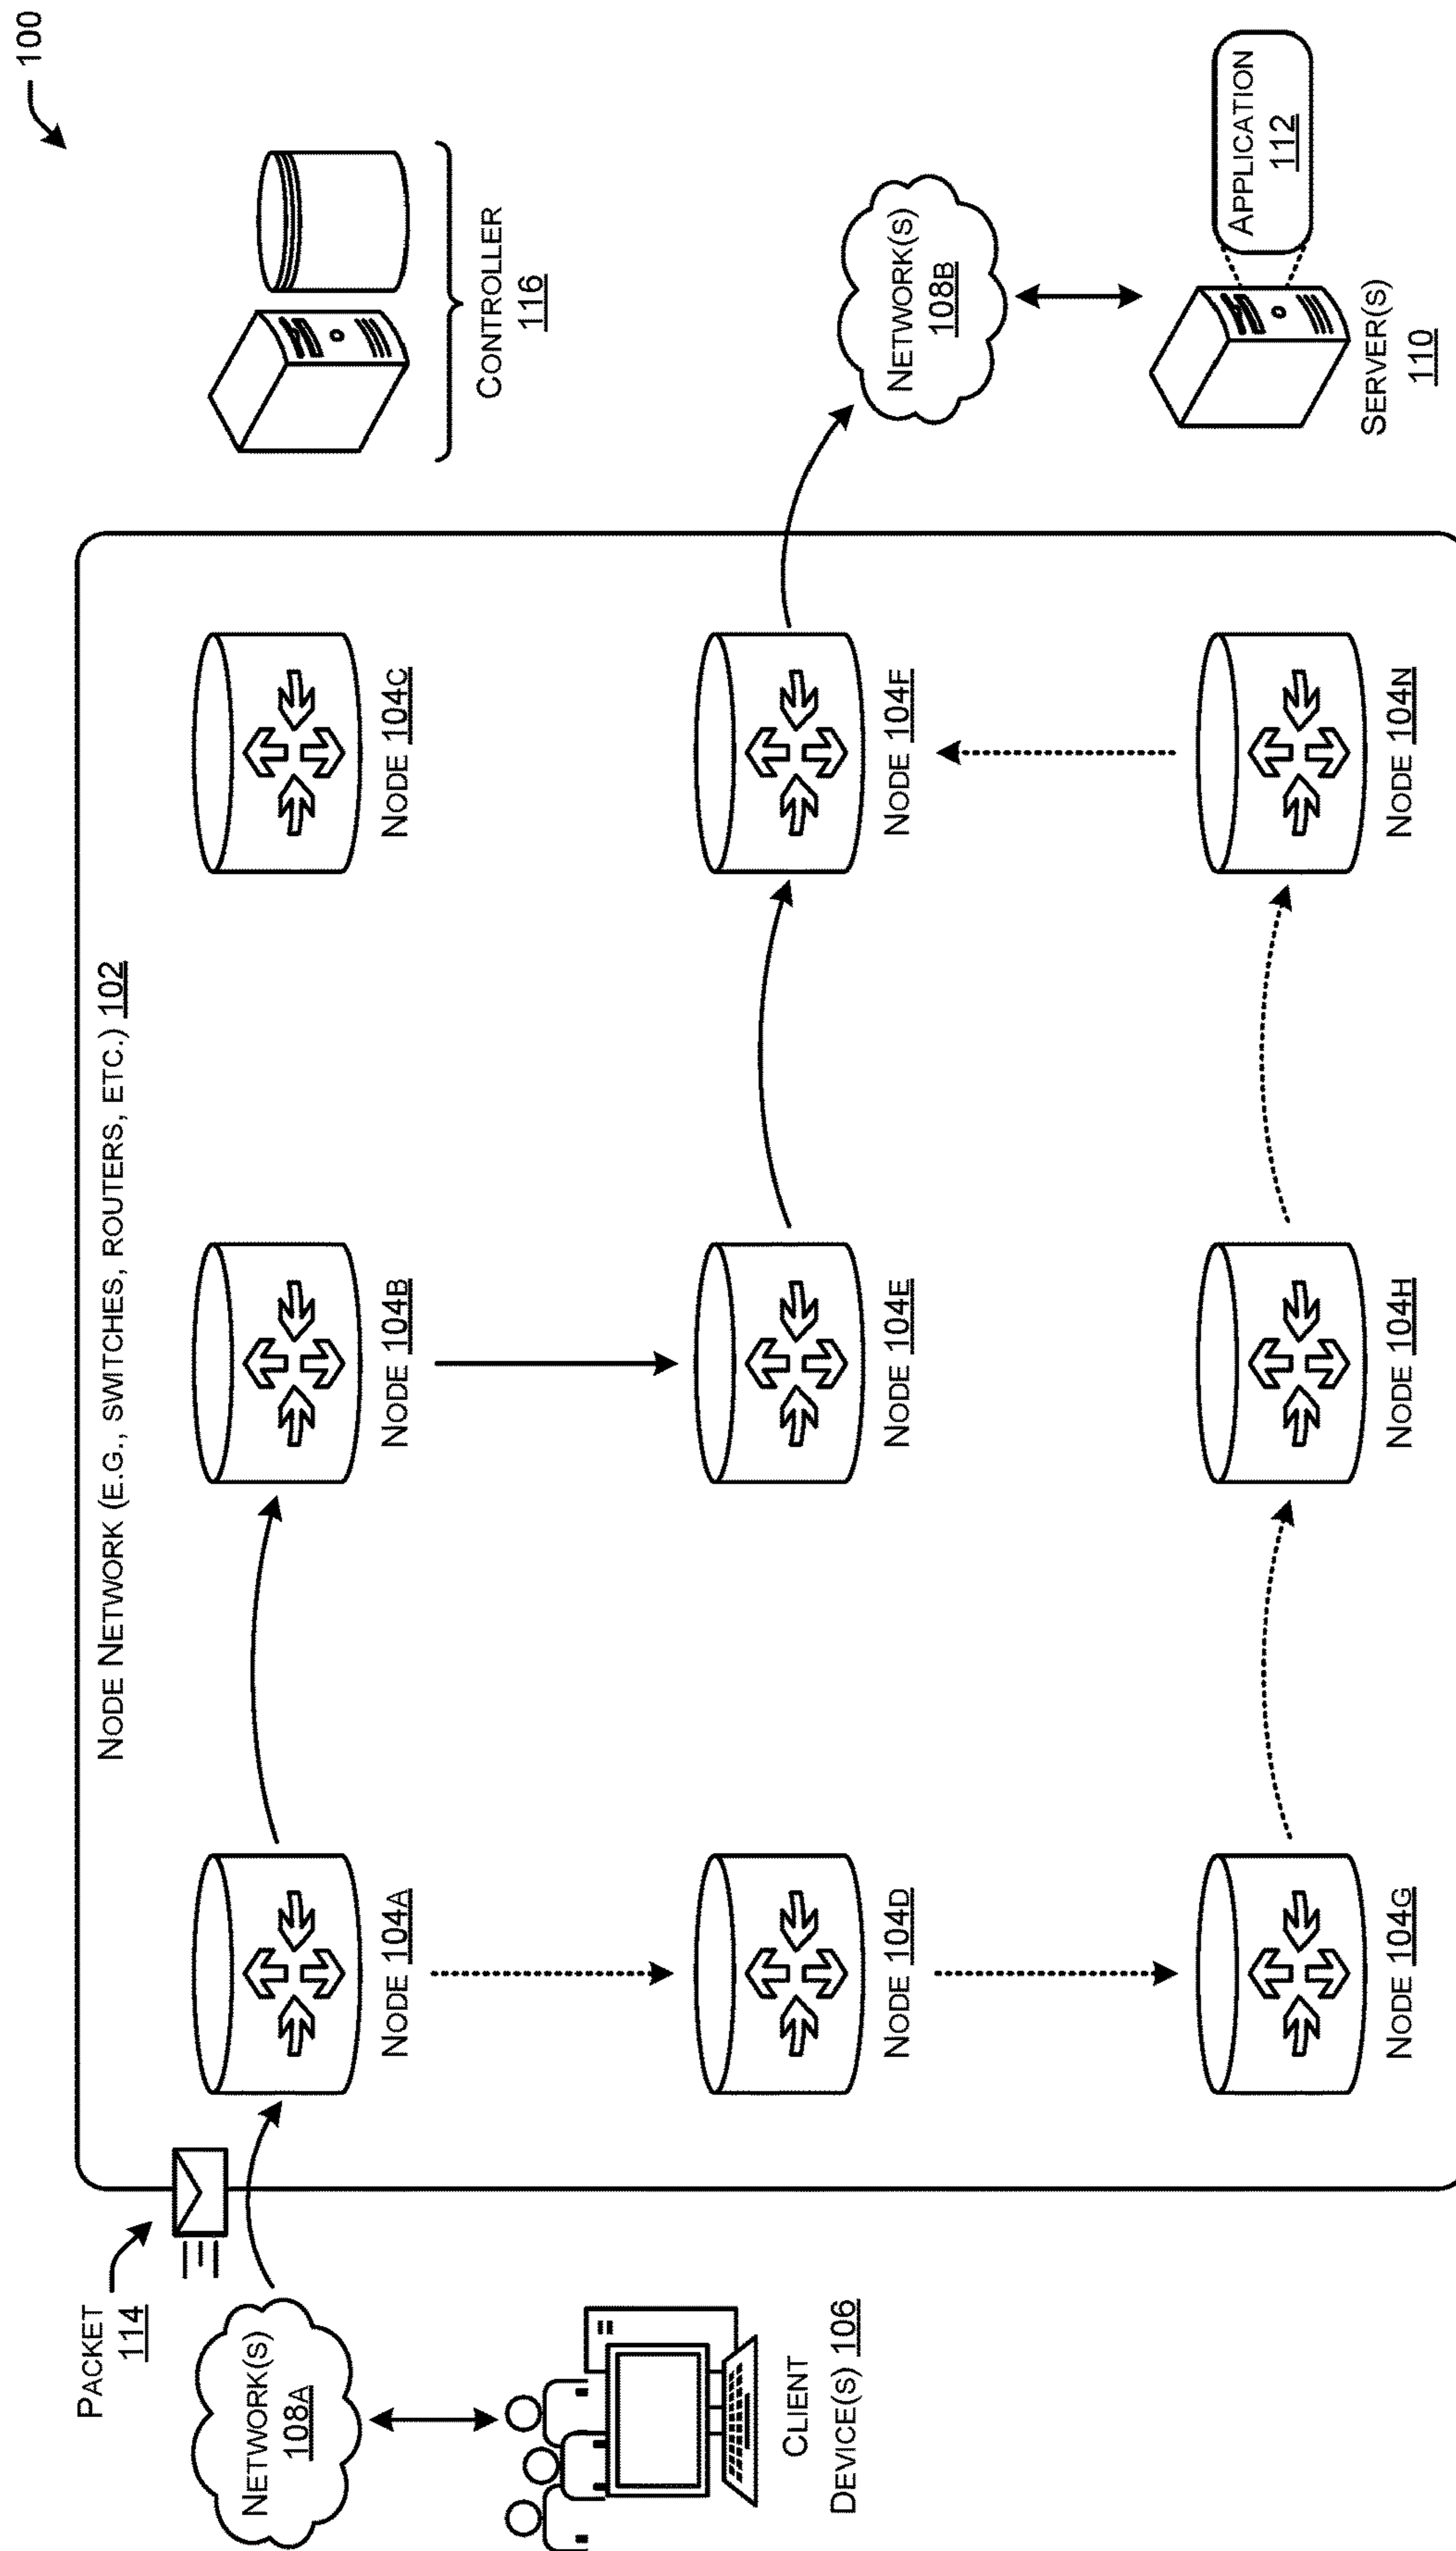 100
PACKET
114
NODE NETWORK (E.G., SWITCHES, ROUTERS, ETC.) 102
NETWORK(S)
108A
NODE 104A
NODE 104B
NODE 104C
CONTROLLER
116
CLIENT
DEVICE(S) 106
NODE 104D
NODE 104E
NODE 104F
NETWORK(S)
108B
NODE 104G
NODE 104H
NODE 104N
SERVER(S)
110
APPLICATION
112